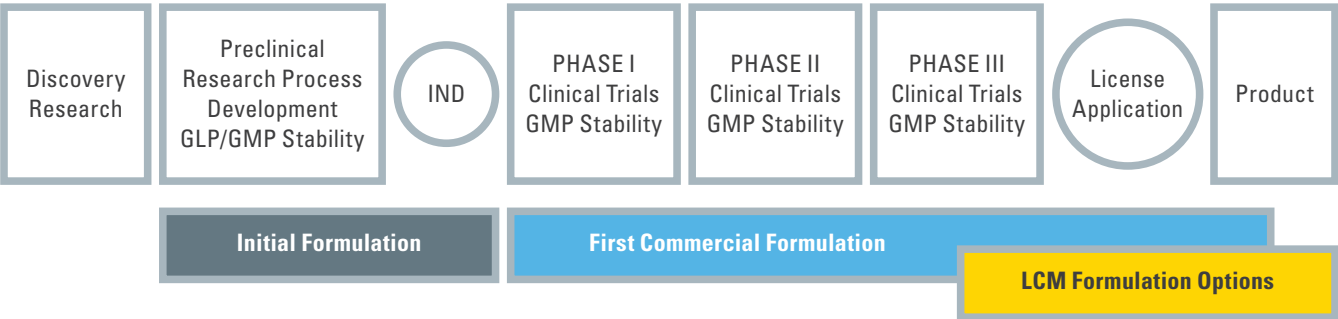 Discovery
Research
Preclinical
Research Process
Development
GLP/GMP Stability
IND
PHASE I
Clinical Trials
GMP Stability
PHASE II
Clinical Trials
GMP Stability
PHASE III
Clinical Trials
GMP Stability
License
Application
Product
Initial Formulation
First Commercial Formulation
LCM Formulation Options